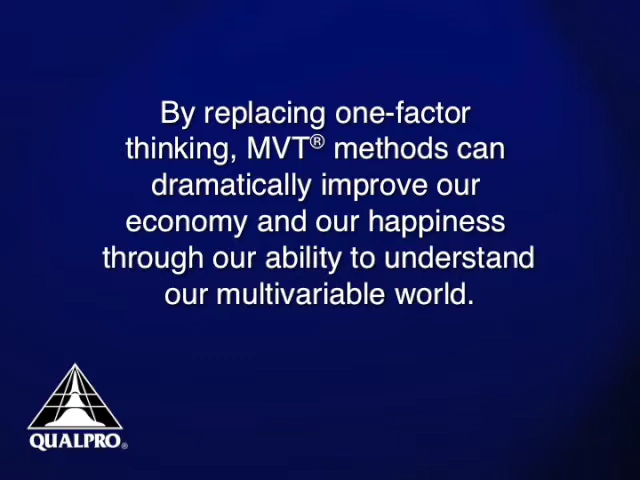 By replacing one-factor
thinking, MVT® methods can
dramatically improve our
economy and our happiness
through our ability to understand
our multivariable world.
QUALPRO®